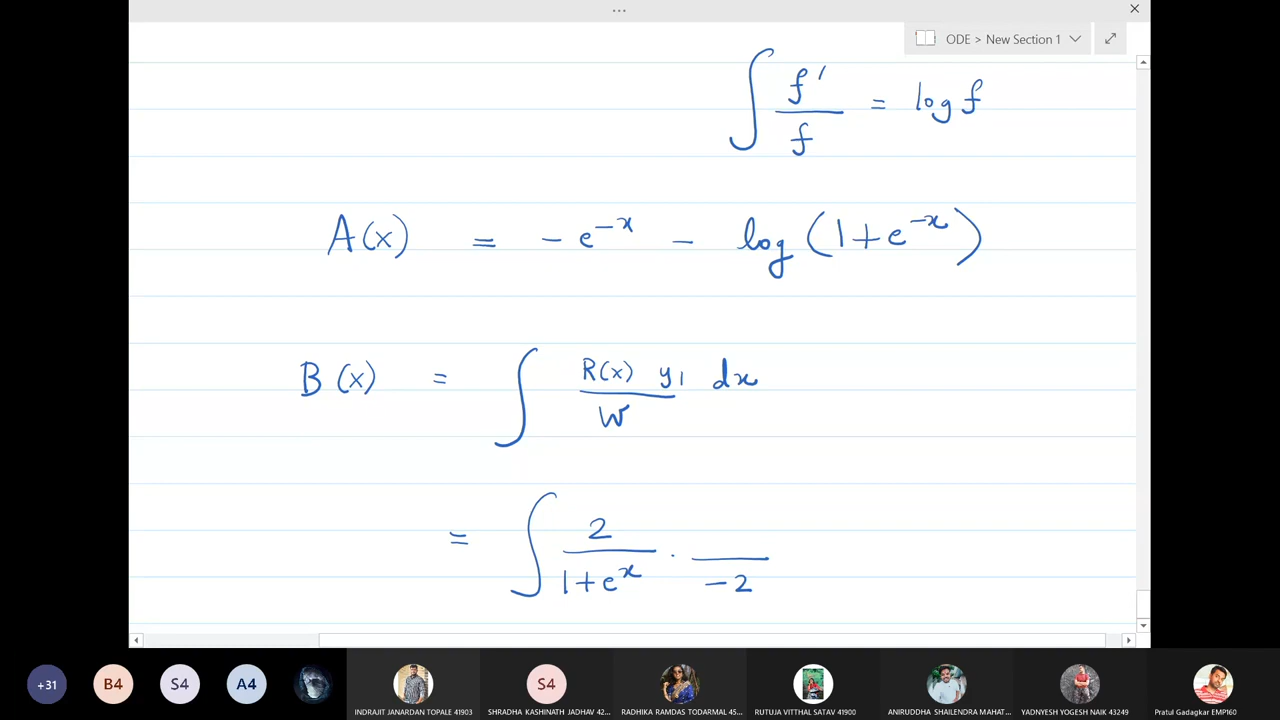 ...
ODE > New Section 1
∫ f′/f = log f
A(x) = - e^{-x} - log (1+e^{-x})
B(x) = ∫ R(x) y₁/W dx
= ∫ 2/(1+e^x) · /-2
+31 B4 S4 A4 S4
INDRAJIT JANARDAN TOPALE 41903 SHRADHA KASHINATH JADHAV 42... RADHIKA RAMDAS TODARMAL 45... RUTUJA VITTHAL SATAV 41900 ANIRUDDHA SHAILENDRA MAHAT... YADNYESH YOGESH NAIK 43249 Pratul Gadagkar EMP160